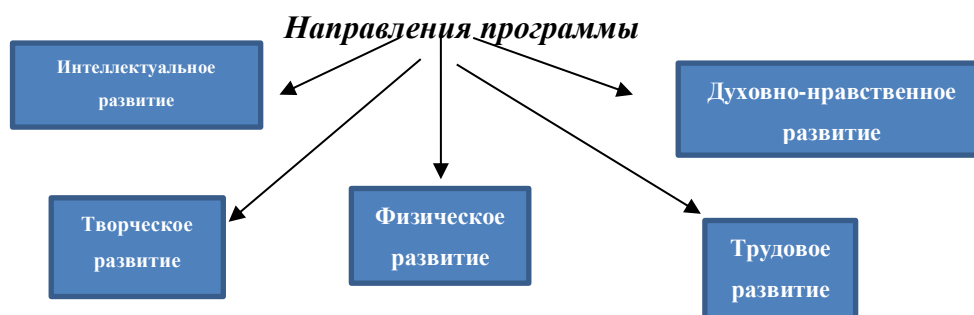 Направления программы
Интеллектуальное
развитие
Духовно-нравственное
развитие
Творческое
развитие
Физическое
развитие
Трудовое
развитие